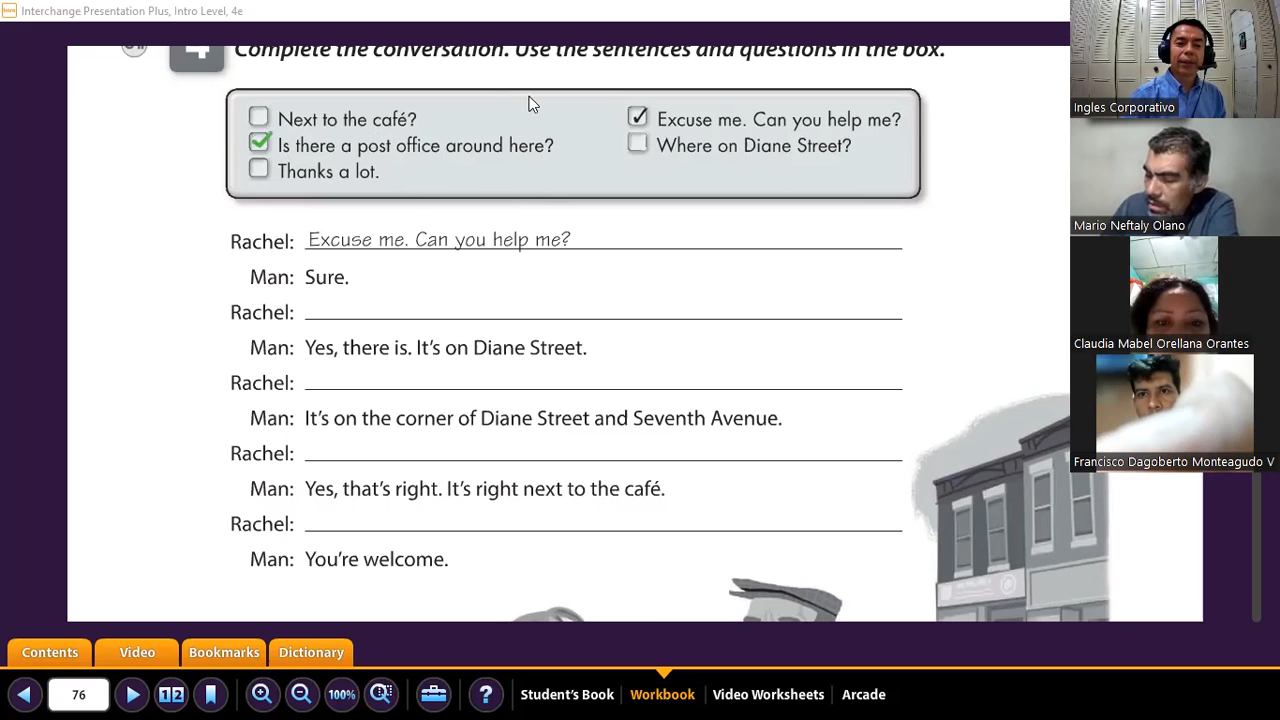 Interchange Presentation Plus, Intro Level, 4e
4 Complete the conversation. Use the sentences and questions in the box.
Next to the café?
Is there a post office around here?
Thanks a lot.
Excuse me. Can you help me?
Where on Diane Street?
Rachel: Excuse me. Can you help me?
Man: Sure.
Rachel:
Man: Yes, there is. It's on Diane Street.
Rachel:
Man: It's on the corner of Diane Street and Seventh Avenue.
Rachel:
Man: Yes, that's right. It's right next to the café.
Rachel:
Man: You're welcome.
Ingles Corporativo
Mario Neftaly Olano
Claudia Mabel Orellana Orantes
Francisco Dagoberto Monteagudo V
Contents Video Bookmarks Dictionary
76 12 100% ? Student's Book Workbook Video Worksheets Arcade